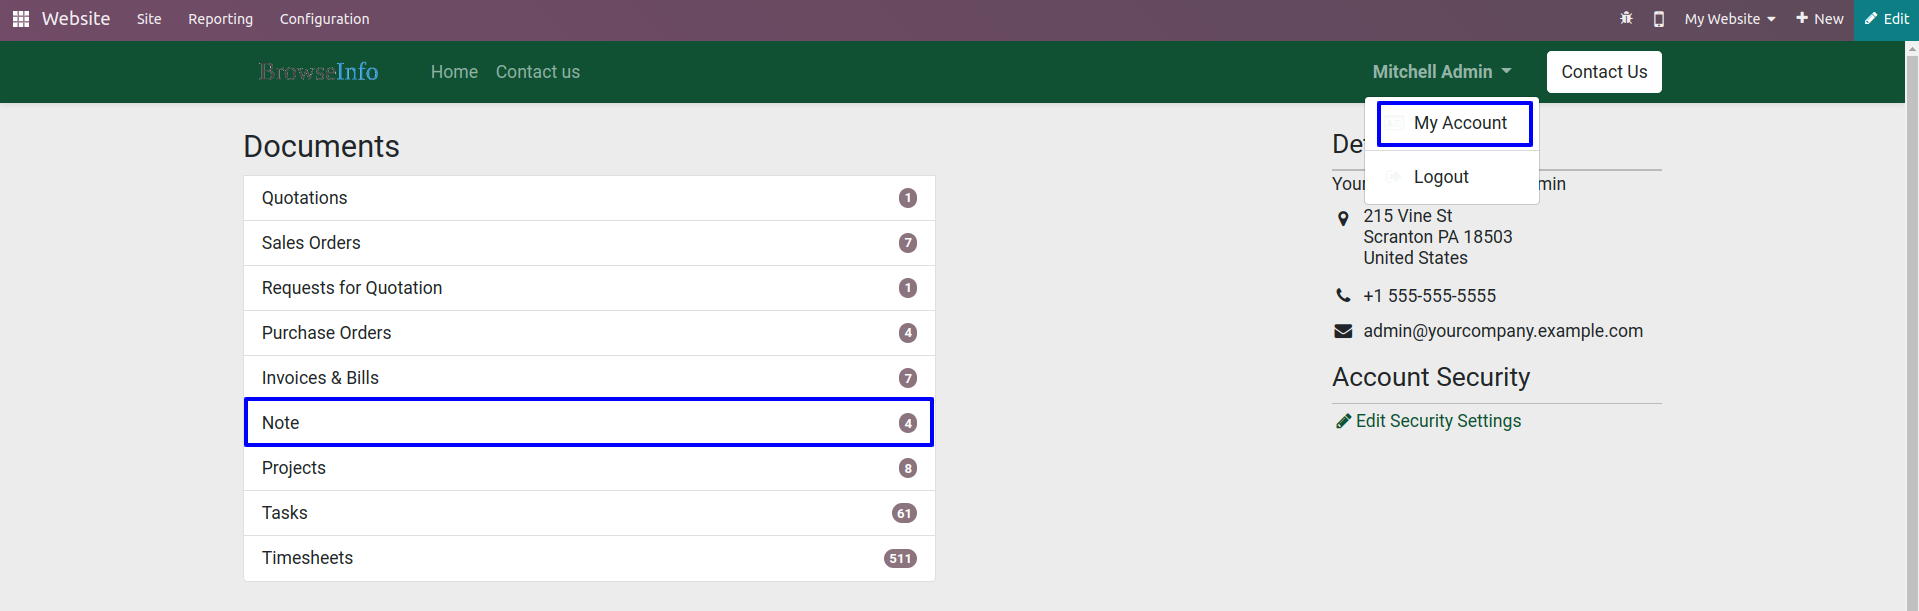 Website Site Reporting Configuration My Website New Edit
BrowseInfo Home Contact us Mitchell Admin Contact Us
My Account
Logout
Documents
Quotations 1
Sales Orders 7
Requests for Quotation 1
Purchase Orders 4
Invoices & Bills 7
Note 4
Projects 8
Tasks 61
Timesheets 511
De
Your min
215 Vine St
Scranton PA 18503
United States
+1 555-555-5555
admin@yourcompany.example.com
Account Security
Edit Security Settings